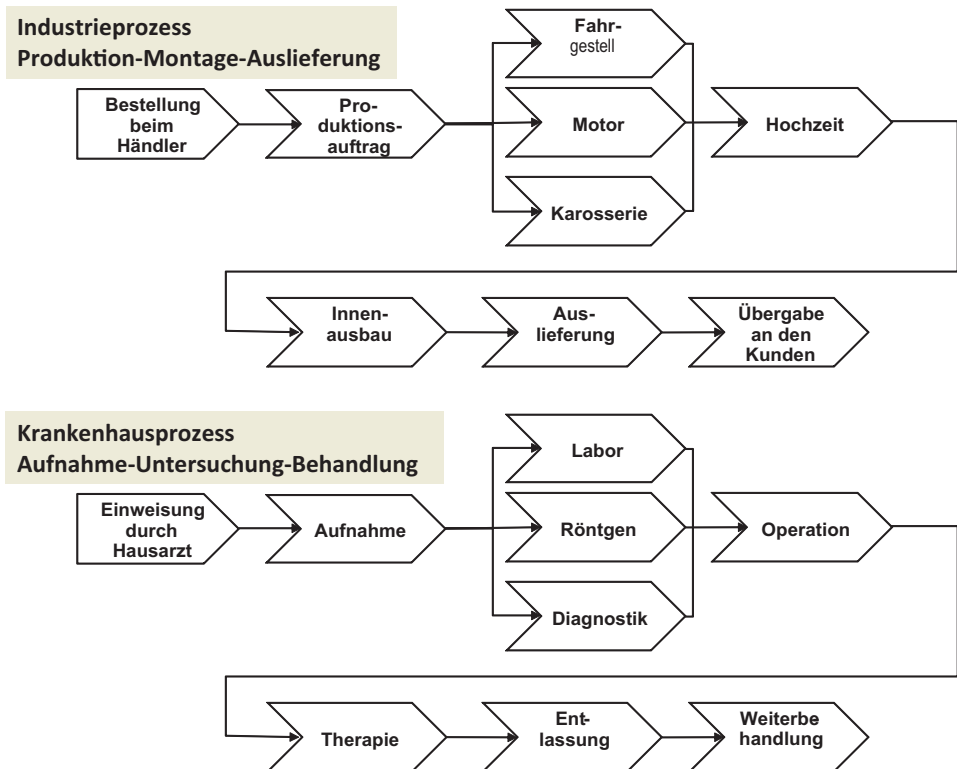 Industrieprozess
Produktion-Montage-Auslieferung
Bestellung
beim
Händler
Pro-
duktions-
auftrag
Fahr-
gestell
Motor
Karosserie
Hochzeit
Innen-
ausbau
Aus-
lieferung
Übergabe
an den
Kunden
Krankenhausprozess
Aufnahme-Untersuchung-Behandlung
Einweisung
durch
Hausarzt
Aufnahme
Labor
Röntgen
Diagnostik
Operation
Therapie
Ent-
lassung
Weiterbe
handlung